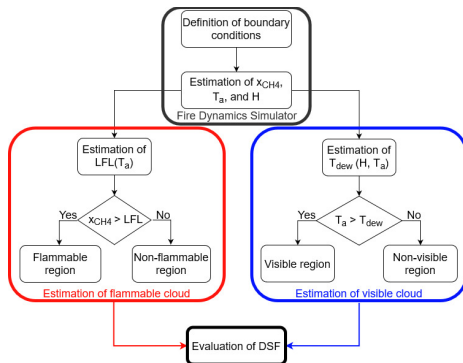 Definition of boundary
conditions
Estimation of xCH4,
Ta, and H
Fire Dynamics Simulator
Estimation of
LFL(Ta)
Estimation of
Tdew (H, Ta)
Yes
xCH4 > LFL
No
Yes
Ta > Tdew
No
Flammable
region
Non-flammable
region
Visible region
Non-visible
region
Estimation of flammable cloud
Estimation of visible cloud
Evaluation of DSF